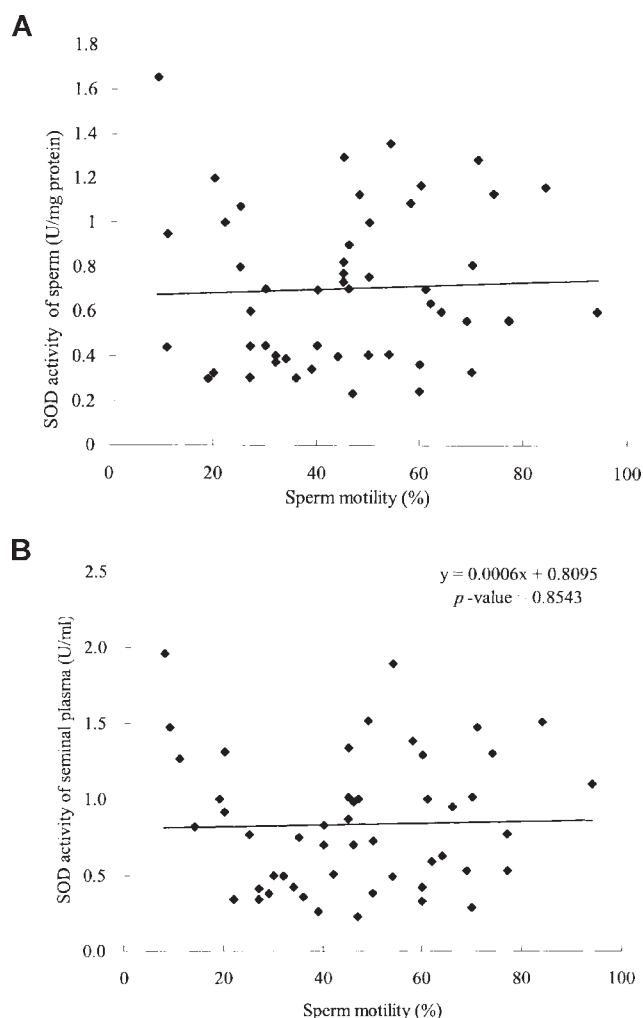 A
1.8
1.6
1.4
1.2
1
0.8
0.6
0.4
0.2
0
SOD activity of sperm (U/mg protein)
0 20 40 60 80 100
Sperm motility (%)
B
y = 0.0006x + 0.8095
p-value 0.8543
2.5
2.0
1.5
1.0
0.5
0.0
SOD activity of seminal plasma (U/ml)
0 20 40 60 80 100
Sperm motility (%)